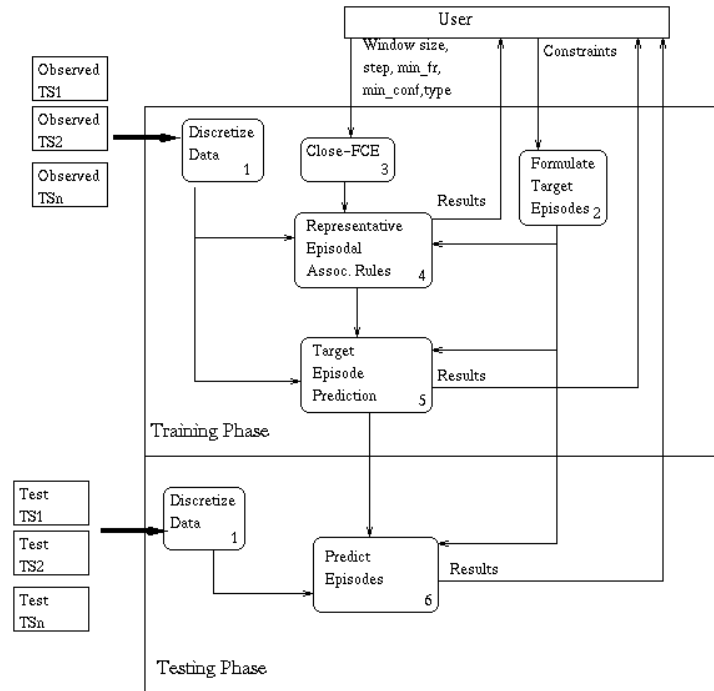 User
Window size,
step, min_fr,
min_conf,type
Constraints
Observed
TS1
Observed
TS2
Observed
TSn
Discretize
Data
1
Close-FCE
3
Formulate
Target
Episodes 2
Results
Representative
Episodal
Assoc. Rules
4
Target
Episode
Prediction
5
Results
Training Phase
Test
TS1
Test
TS2
Test
TSn
Discretize
Data
1
Predict
Episodes
6
Results
Testing Phase